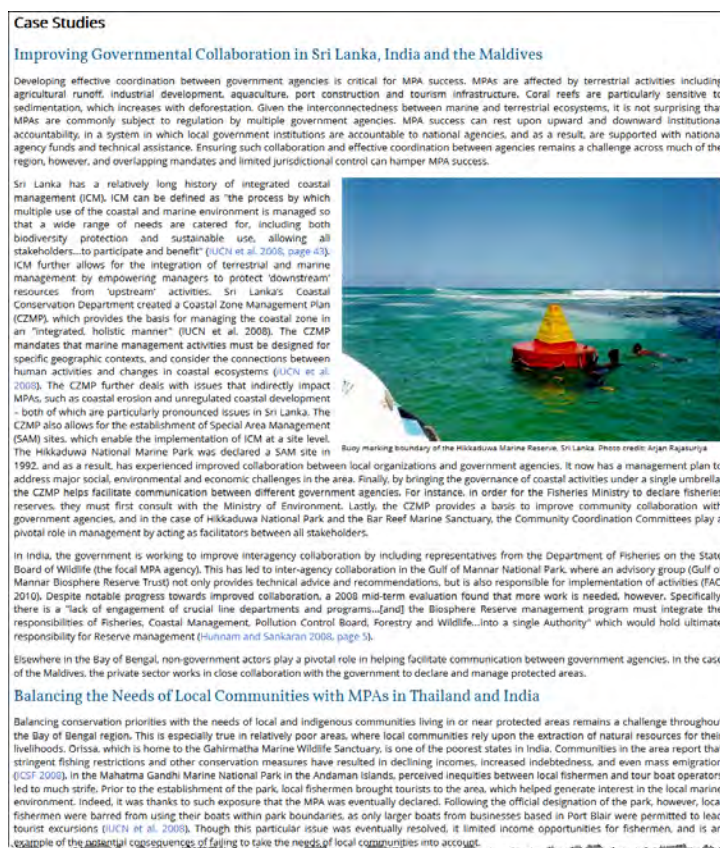 Case Studies
Improving Governmental Collaboration in Sri Lanka, India and the Maldives
Developing effective coordination between government agencies is critical for MPA success. MPAs are affected by terrestrial activities including
agricultural runoff, industrial development, aquaculture, port construction and tourism infrastructure. Coral reefs are particularly sensitive to
sedimentation, which increases with deforestation. Given the interconnectedness between marine and terrestrial ecosystems, it is not surprising that
MPAs are commonly subject to regulation by multiple government agencies. MPA success can rest upon upward and downward institutional
accountability, in a system in which local government institutions are accountable to national agencies, and as a result, are supported with national
agency funds and technical assistance. Ensuring such collaboration and effective coordination between agencies remains a challenge across much of the
region, however, and overlapping mandates and limited jurisdictional control can hamper MPA success.
Sri Lanka has a relatively long history of integrated coastal
management (ICM). ICM can be defined as "the process by which
multiple use of the coastal and marine environment is managed so
that a wide range of needs are catered for, including both
biodiversity protection and sustainable use, allowing all
stakeholders...to participate and benefit" (IUCN et al. 2008, page 43).
ICM further allows for the integration of terrestrial and marine
management by empowering managers to protect 'downstream'
resources from 'upstream' activities. Sri Lanka's Coastal
Conservation Department created a Coastal Zone Management Plan
(CZMP), which provides the basis for managing the coastal zone in
an "integrated, holistic manner" (IUCN et al. 2008). The CZMP
mandates that marine management activities must be designed for
specific geographic contexts, and consider the connections between
human activities and changes in coastal ecosystems (IUCN et al.
2008). The CZMP further deals with issues that indirectly impact
MPAs, such as coastal erosion and unregulated coastal development
– both of which are particularly pronounced issues in Sri Lanka. The
CZMP also allows for the establishment of Special Area Management
(SAM) sites, which enable the implementation of ICM at a site level.
The Hikkaduwa National Marine Park was declared a SAM site in
Buoy marking boundary of the Hikkaduwa Marine Reserve, Sri Lanka. Photo credit: Arjan Rajasuriya
1992, and as a result, has experienced improved collaboration between local organizations and government agencies. It now has a management plan to
address major social, environmental and economic challenges in the area. Finally, by bringing the governance of coastal activities under a single umbrella,
the CZMP helps facilitate communication between different government agencies. For instance, in order for the Fisheries Ministry to declare fisheries
reserves, they must first consult with the Ministry of Environment. Lastly, the CZMP provides a basis to improve community collaboration with
government agencies, and in the case of Hikkaduwa National Park and the Bar Reef Marine Sanctuary, the Community Coordination Committees play a
pivotal role in management by acting as facilitators between all stakeholders.
In India, the government is working to improve interagency collaboration by including representatives from the Department of Fisheries on the State
Board of Wildlife (the focal MPA agency). This has led to inter-agency collaboration in the Gulf of Mannar National Park, where an advisory group (Gulf of
Mannar Biosphere Reserve Trust) not only provides technical advice and recommendations, but is also responsible for implementation of activities (FAO
2010). Despite notable progress towards improved collaboration, a 2008 mid-term evaluation found that more work is needed, however. Specifically,
there is a "lack of engagement of crucial line departments and programs...[and] the Biosphere Reserve management program must integrate the
responsibilities of Fisheries, Coastal Management, Pollution Control Board, Forestry and Wildlife...into a single Authority" which would hold ultimate
responsibility for Reserve management (Hunnam and Sankaran 2008, page 5).
Elsewhere in the Bay of Bengal, non-government actors play a pivotal role in helping facilitate communication between government agencies. In the case
of the Maldives, the private sector works in close collaboration with the government to declare and manage protected areas.
Balancing the Needs of Local Communities with MPAs in Thailand and India
Balancing conservation priorities with the needs of local and indigenous communities living in or near protected areas remains a challenge throughout
the Bay of Bengal region. This is especially true in relatively poor areas, where local communities rely upon the extraction of natural resources for their
livelihoods. Orissa, which is home to the Gahirmatha Marine Wildlife Sanctuary, is one of the poorest states in India. Communities in the area report that
stringent fishing restrictions and other conservation measures have resulted in declining incomes, increased indebtedness, and even mass emigration
(ICSF 2008). In the Mahatma Gandhi Marine National Park in the Andaman Islands, perceived inequities between local fishermen and tour boat operators
led to much strife. Prior to the establishment of the park, local fishermen brought tourists to the area, which helped generate interest in the local marine
environment. Indeed, it was thanks to such exposure that the MPA was eventually declared. Following the official designation of the park, however, local
fishermen were barred from using their boats within park boundaries, as only larger boats from businesses based in Port Blair were permitted to lead
tourist excursions (IUCN et al. 2008). Though this particular issue was eventually resolved, it limited income opportunities for fishermen, and is an
example of the potential consequences of failing to take the needs of local communities into account.